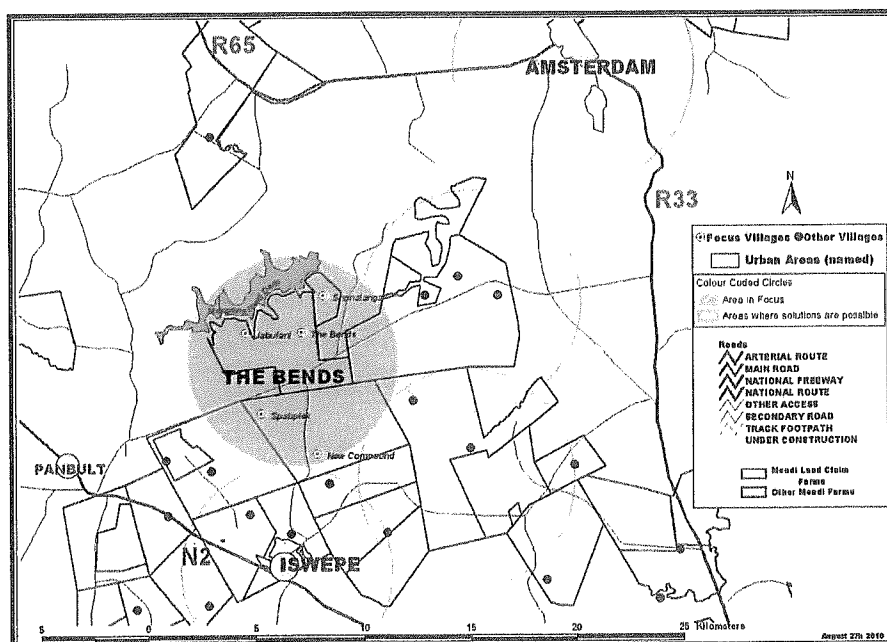 R65
AMSTERDAM
R33
N
Focus Villages Other Villages
Urban Areas (named)
Colour Coded Circles
Area in Focus
Areas where solutions are possible
Roads
ARTERIAL ROUTE
MAIN ROAD
NATIONAL FREEWAY
NATIONAL ROUTE
OTHER ACCESS
SECONDARY ROAD
TRACK FOOTPATH
UNDER CONSTRUCTION
Mondi Land Claim
Farms
Other Mondi Farms
Jabulani
The Bends
THE BENDS
New Compound
PANBULT
N2
ISWEPE
5 0 5 10 15 20 25
Kilometers
August 27th 2010